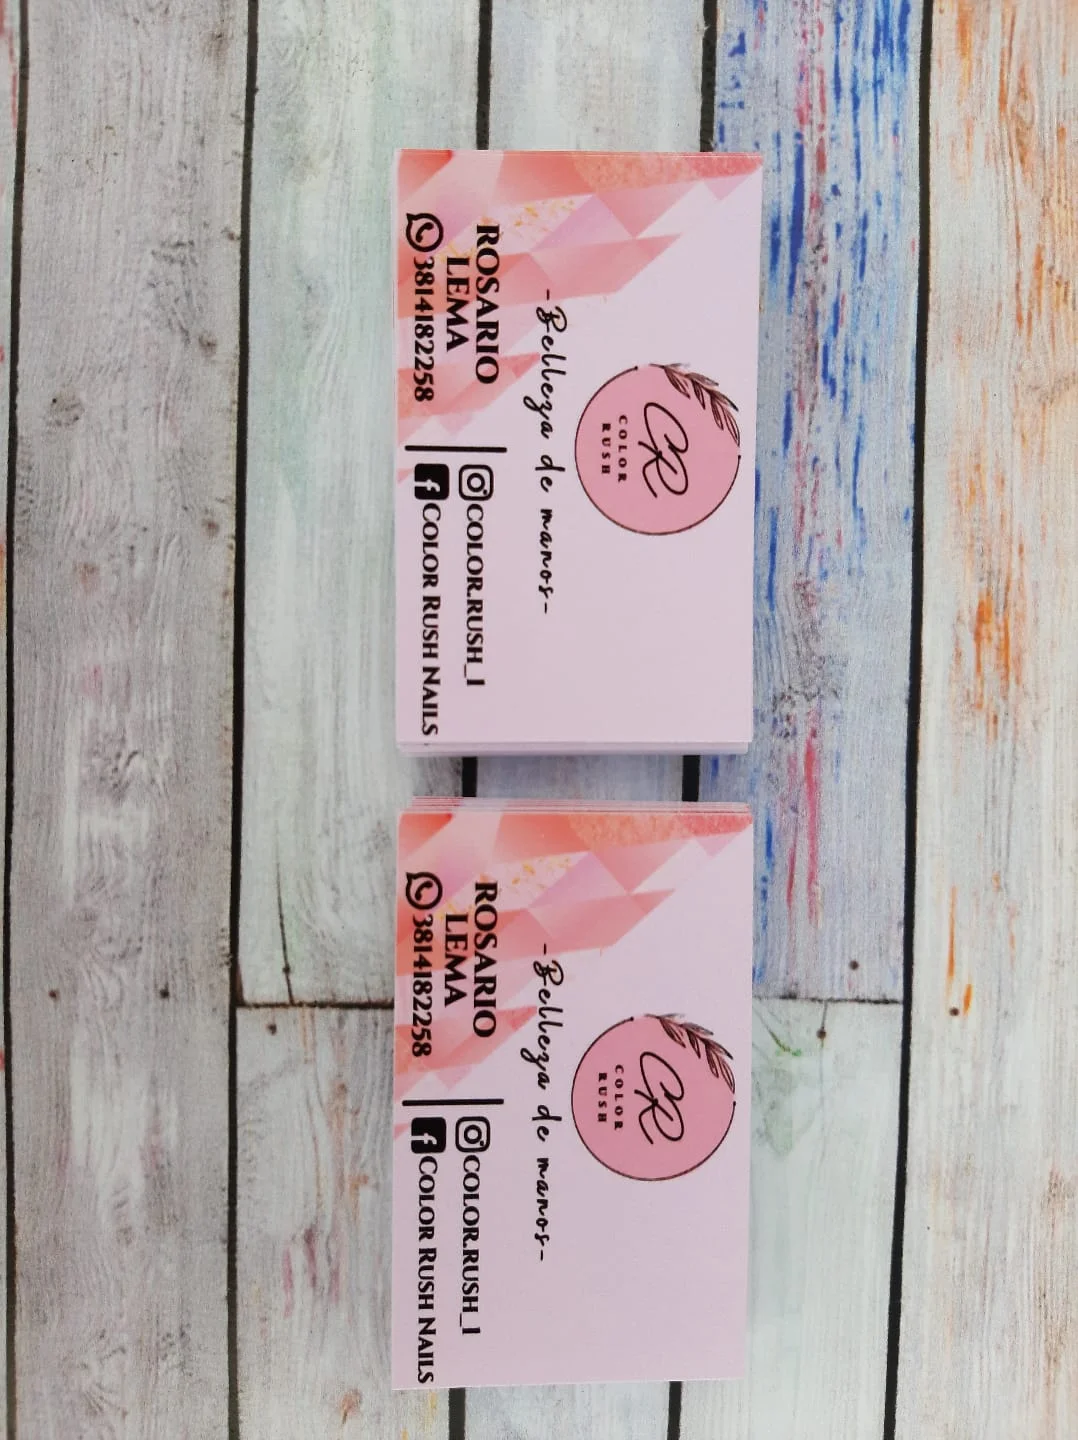 CR
COLOR
RUSH
-Belleza de manos-
ROSARIO
LEMA
3814182258
COLOR.RUSH_1
COLOR RUSH NAILS
CR
COLOR
RUSH
-Belleza de manos-
ROSARIO
LEMA
3814182258
COLOR.RUSH_1
COLOR RUSH NAILS